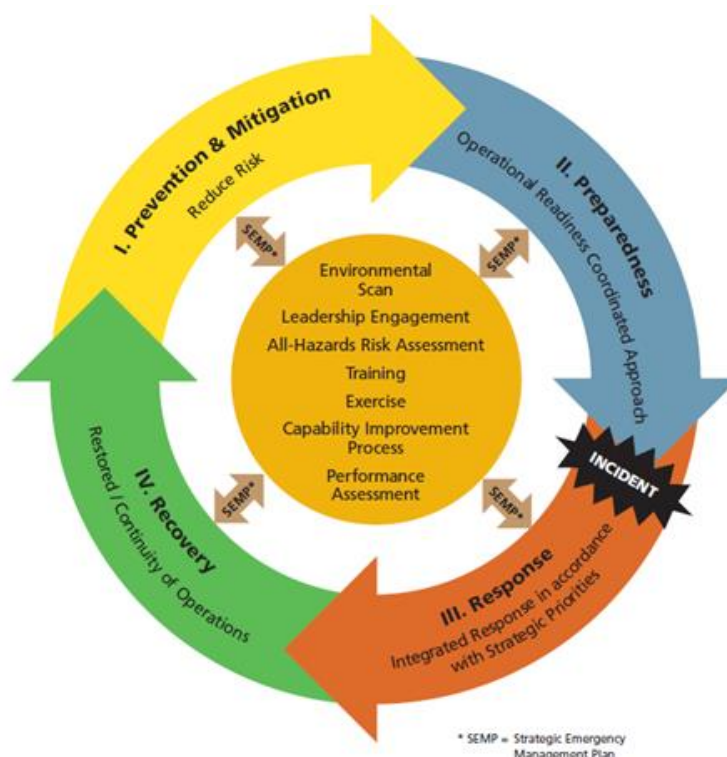 I. Prevention & Mitigation
Reduce Risk
II. Preparedness
Operational Readiness Coordinated Approach
INCIDENT
III. Response
Integrated Response in accordance
with Strategic Priorities
IV. Recovery
Restored / Continuity of Operations
SEMP*
SEMP*
SEMP*
SEMP*
Environmental
Scan
Leadership Engagement
All-Hazards Risk Assessment
Training
Exercise
Capability Improvement
Process
Performance
Assessment
* SEMP = Strategic Emergency
Management Plan